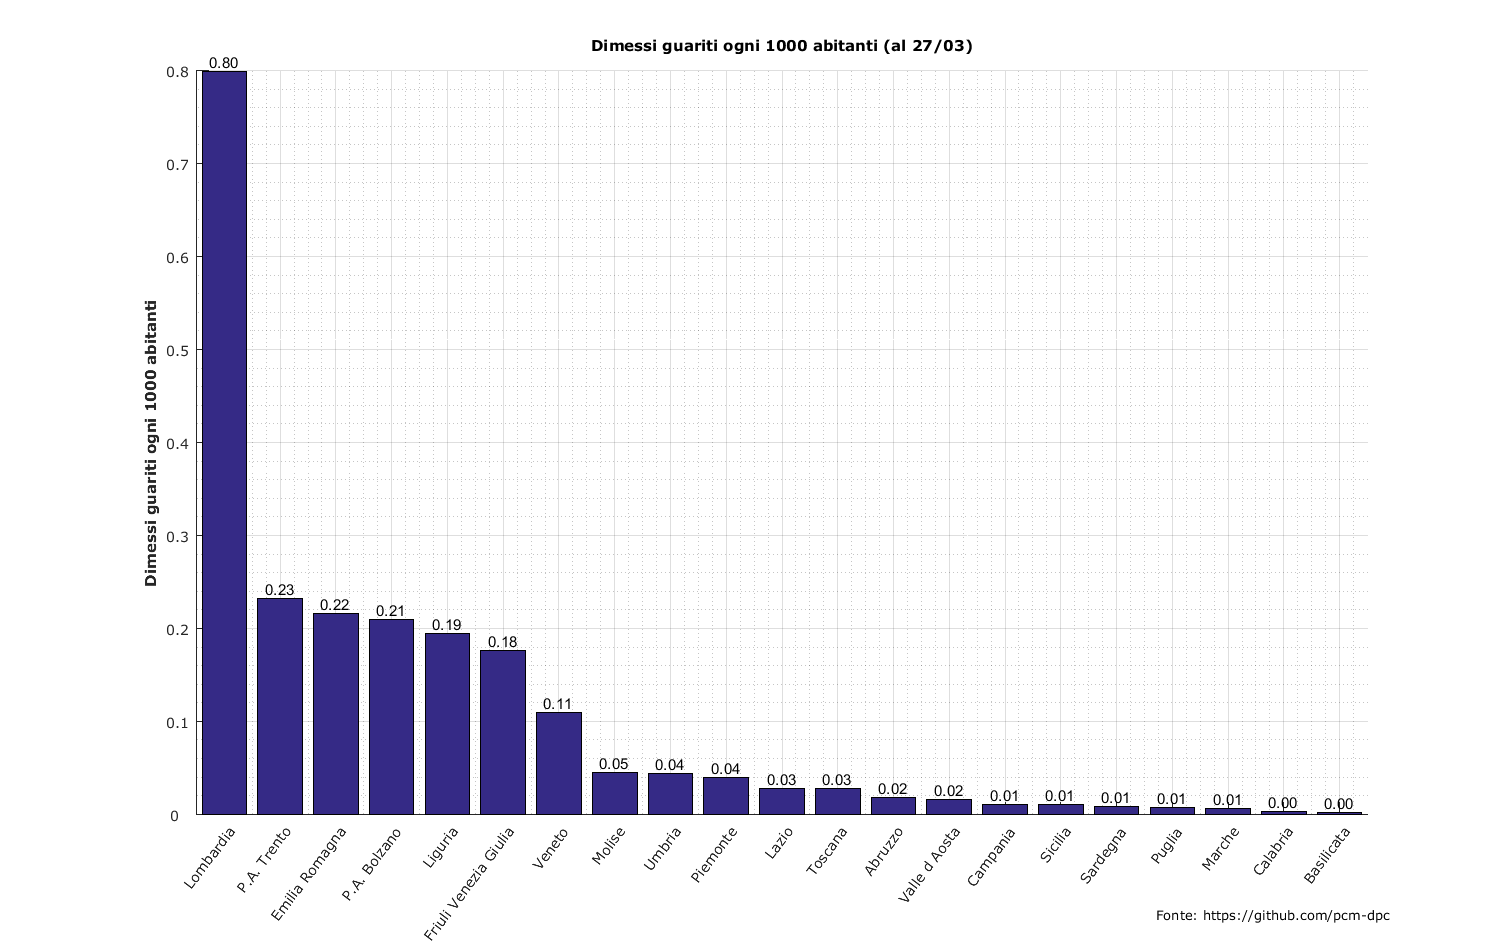 Dimessi guariti ogni 1000 abitanti (al 27/03)
Dimessi guariti ogni 1000 abitanti
0.8
0.7
0.6
0.5
0.4
0.3
0.2
0.1
0
0.80
0.23
0.22
0.21
0.19
0.18
0.11
0.05
0.04
0.04
0.03
0.03
0.02
0.02
0.01
0.01
0.01
0.01
0.01
0.00
0.00
Lombardia
P.A. Trento
Emilia Romagna
P.A. Bolzano
Liguria
Friuli Venezia Giulia
Veneto
Molise
Umbria
Piemonte
Lazio
Toscana
Abruzzo
Valle d Aosta
Campania
Sicilia
Sardegna
Puglia
Marche
Calabria
Basilicata
Fonte: https://github.com/pcm-dpc